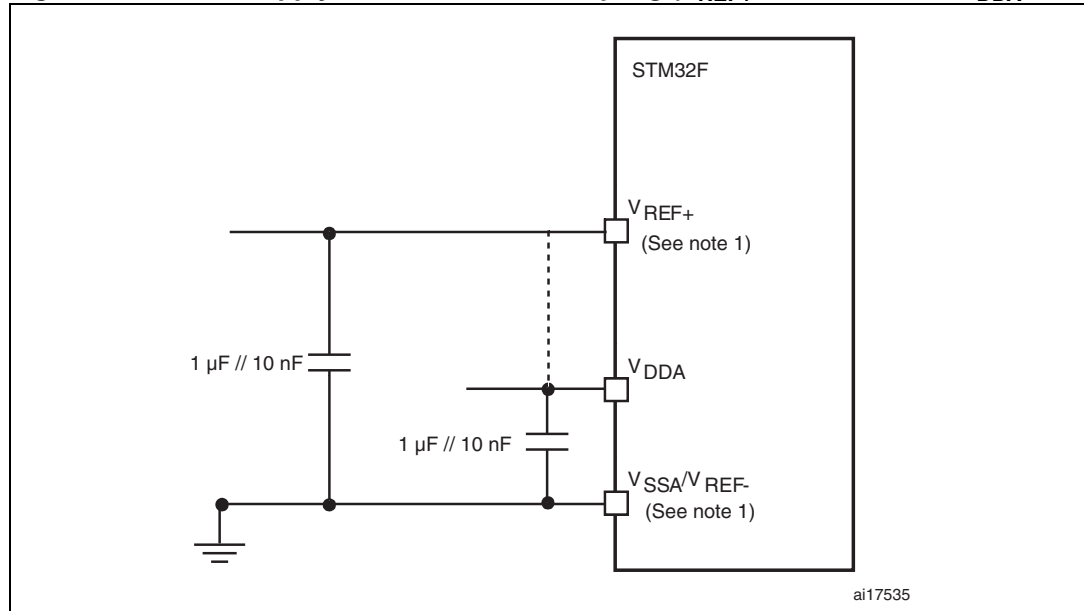 STM32F
VREF+
(See note 1)
1 µF // 10 nF
VDDA
1 µF // 10 nF
VSSA/VREF-
(See note 1)
ai17535